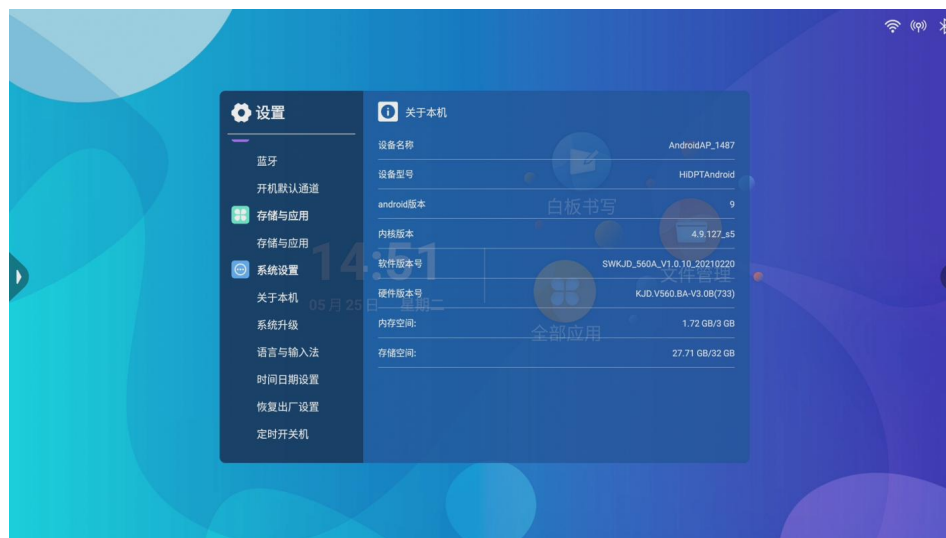 设置
蓝牙
开机默认通道
存储与应用
存储与应用
系统设置
关于本机
系统升级
语言与输入法
时间日期设置
恢复出厂设置
定时开关机
关于本机
设备名称 AndroidAP_1487
设备型号 HiDPTAndroid
android版本 9
内核版本 4.9.127_s5
软件版本号 SWKJD_560A_V1.0.10_20210220
硬件版本号 KJD.V560.BA-V3.0B(733)
内存空间: 1.72 GB/3 GB
存储空间: 27.71 GB/32 GB
14:51
05月25日 星期二
白板书写
文件管理
全部应用